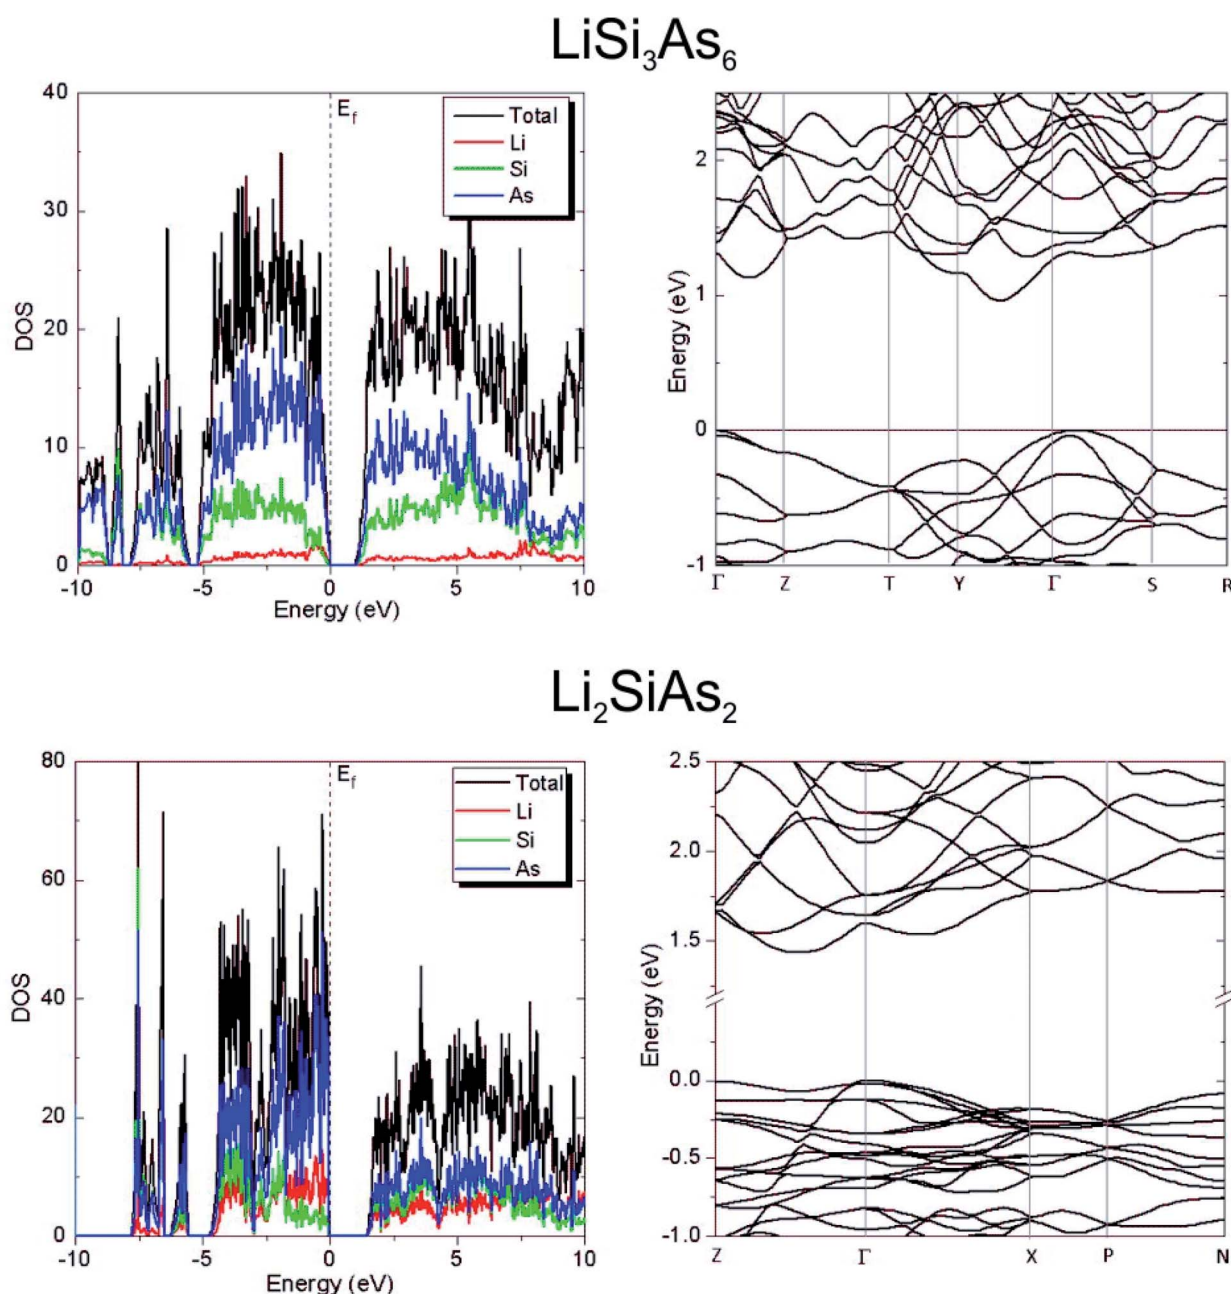 LiSi₃As₆
40
30
20
10
0
DOS
E_f
Total
Li
Si
As
-10
-5
0
5
10
Energy (eV)
2
1
0
-1
Energy (eV)
Γ
Z
T
Y
Γ
S
R
Li₂SiAs₂
80
60
40
20
0
DOS
E_f
Total
Li
Si
As
-10
-5
0
5
10
Energy (eV)
2.5
2.0
1.5
0.0
-0.5
-1.0
Energy (eV)
Z
Γ
X
P
N